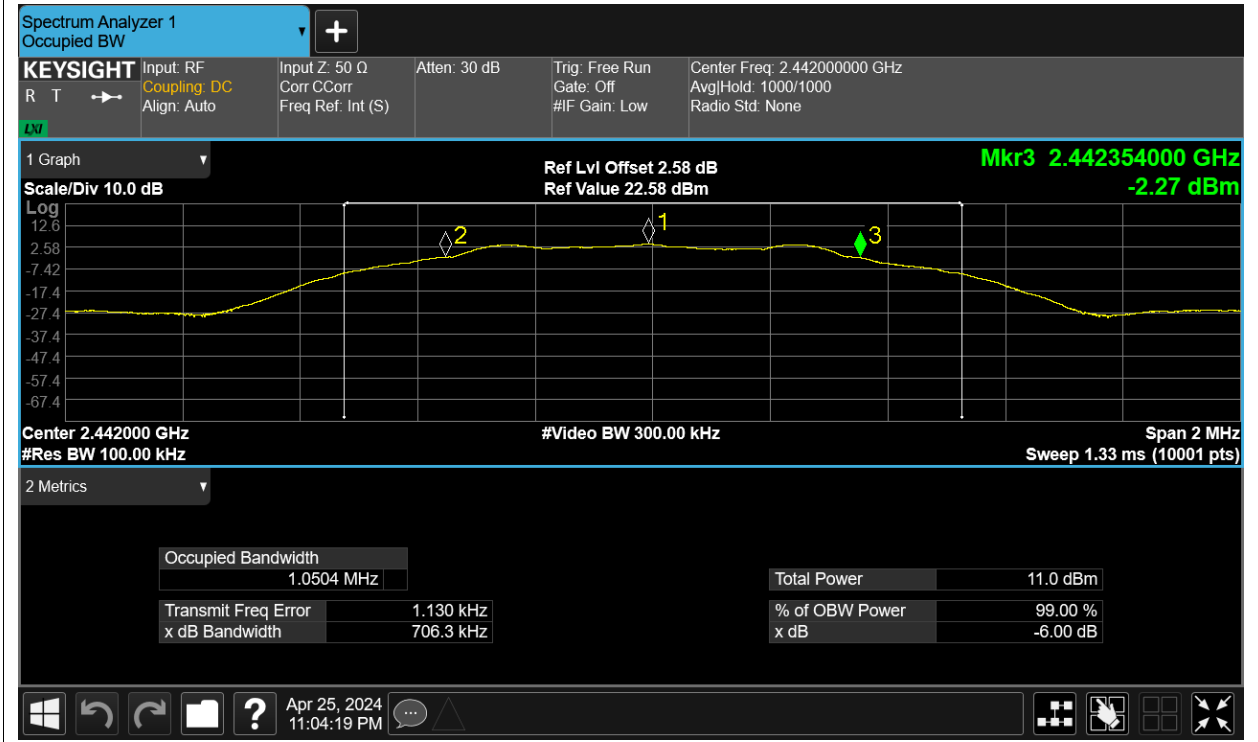 Spectrum Analyzer 1
Occupied BW
+
KEYSIGHT
R T
LXI
Input: RF
Coupling: DC
Align: Auto
Input Z: 50 Ω
Corr CCorr
Freq Ref: Int (S)
Atten: 30 dB
Trig: Free Run
Gate: Off
#IF Gain: Low
Center Freq: 2.442000000 GHz
Avg|Hold: 1000/1000
Radio Std: None
1 Graph
Scale/Div 10.0 dB
Ref Lvl Offset 2.58 dB
Ref Value 22.58 dBm
Mkr3 2.442354000 GHz
-2.27 dBm
Log
12.6
2.58
-7.42
-17.4
-27.4
-37.4
-47.4
-57.4
-67.4
2
1
3
Center 2.442000 GHz
#Res BW 100.00 kHz
#Video BW 300.00 kHz
Span 2 MHz
Sweep 1.33 ms (10001 pts)
2 Metrics
Occupied Bandwidth
1.0504 MHz
Transmit Freq Error 1.130 kHz
x dB Bandwidth 706.3 kHz
Total Power 11.0 dBm
% of OBW Power 99.00 %
x dB -6.00 dB
?
Apr 25, 2024
11:04:19 PM